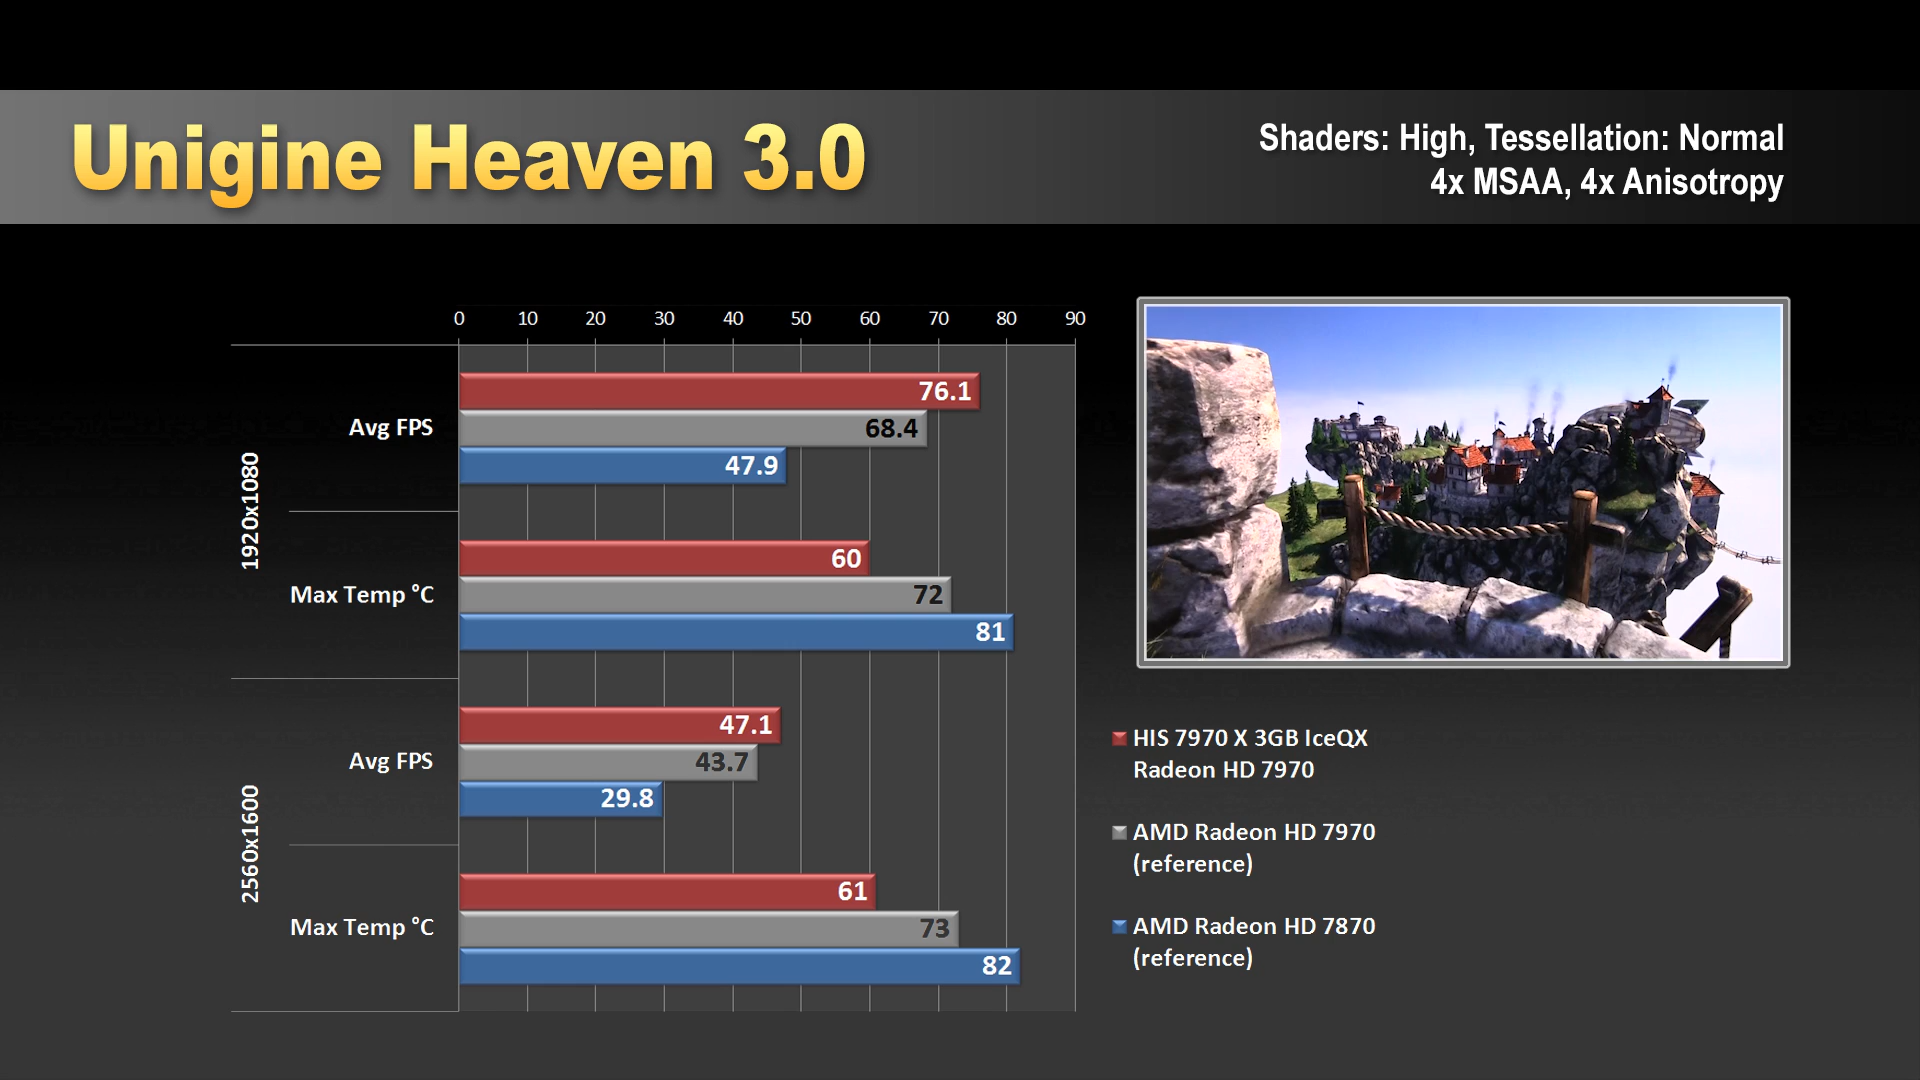 Unigine Heaven 3.0
Shaders: High, Tessellation: Normal
4x MSAA, 4x Anisotropy
0 10 20 30 40 50 60 70 80 90
1920x1080
Avg FPS
76.1
68.4
47.9
Max Temp °C
60
72
81
2560x1600
Avg FPS
47.1
43.7
29.8
Max Temp °C
61
73
82
HIS 7970 X 3GB IceQX
Radeon HD 7970
AMD Radeon HD 7970
(reference)
AMD Radeon HD 7870
(reference)